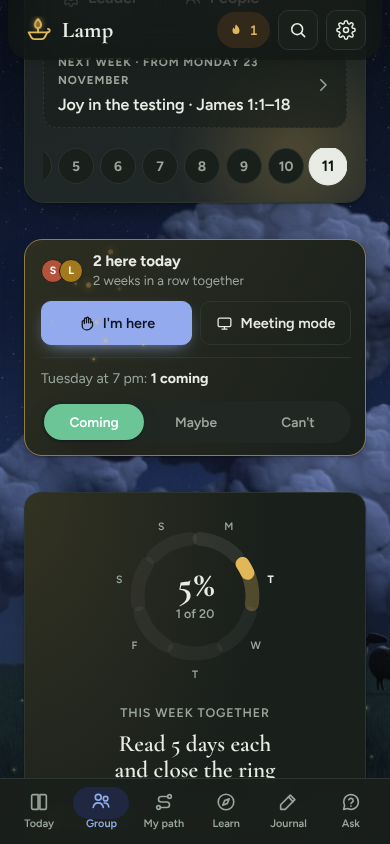 Leader People
Lamp
1
NEXT WEEK · FROM MONDAY 23
NOVEMBER
Joy in the testing · James 1:1–18
5 6 7 8 9 10 11
S L
2 here today
2 weeks in a row together
I'm here
Meeting mode
Tuesday at 7 pm: 1 coming
Coming Maybe Can't
S M
S T
5%
1 of 20
F W
T
THIS WEEK TOGETHER
Read 5 days each
and close the ring
Today Group My path Learn Journal Ask